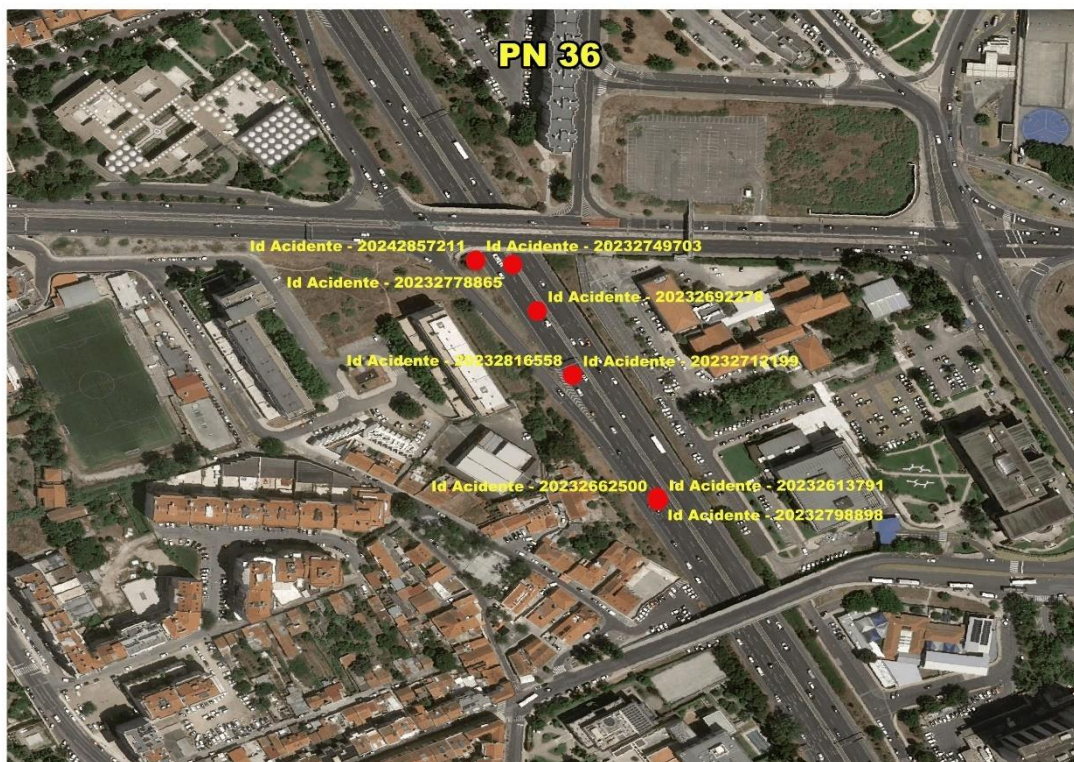 PN 36
Id Acidente - 20242857211
Id Acidente - 20232749703
Id Acidente - 20232778865
Id Acidente - 20232692278
Id Acidente - 20232816558
Id Acidente - 20232712199
Id Acidente - 20232662500
Id Acidente - 20232613791
Id Acidente - 20232798898